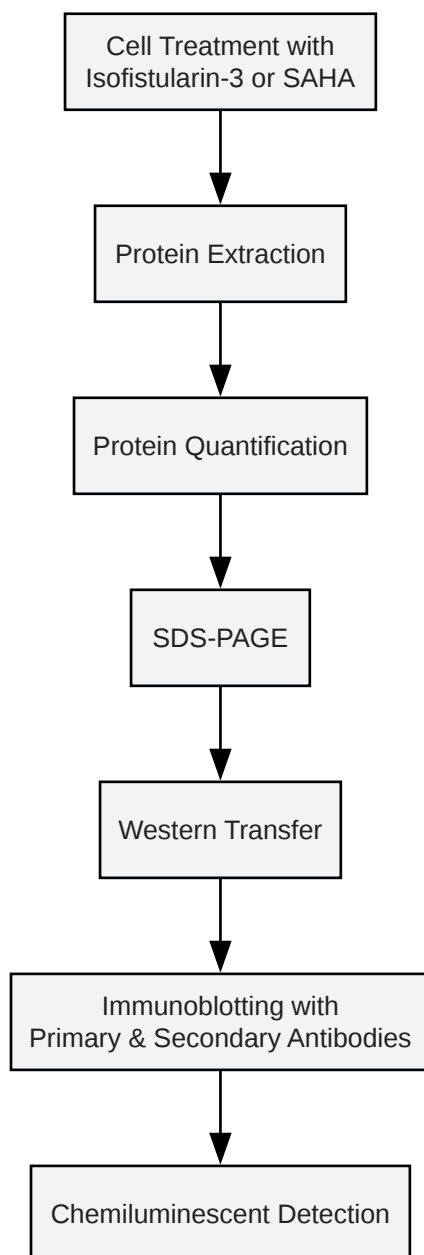 Cell Treatment with
Isofistularin-3 or SAHA
Protein Extraction
Protein Quantification
SDS-PAGE
Western Transfer
Immunoblotting with
Primary & Secondary Antibodies
Chemiluminescent Detection